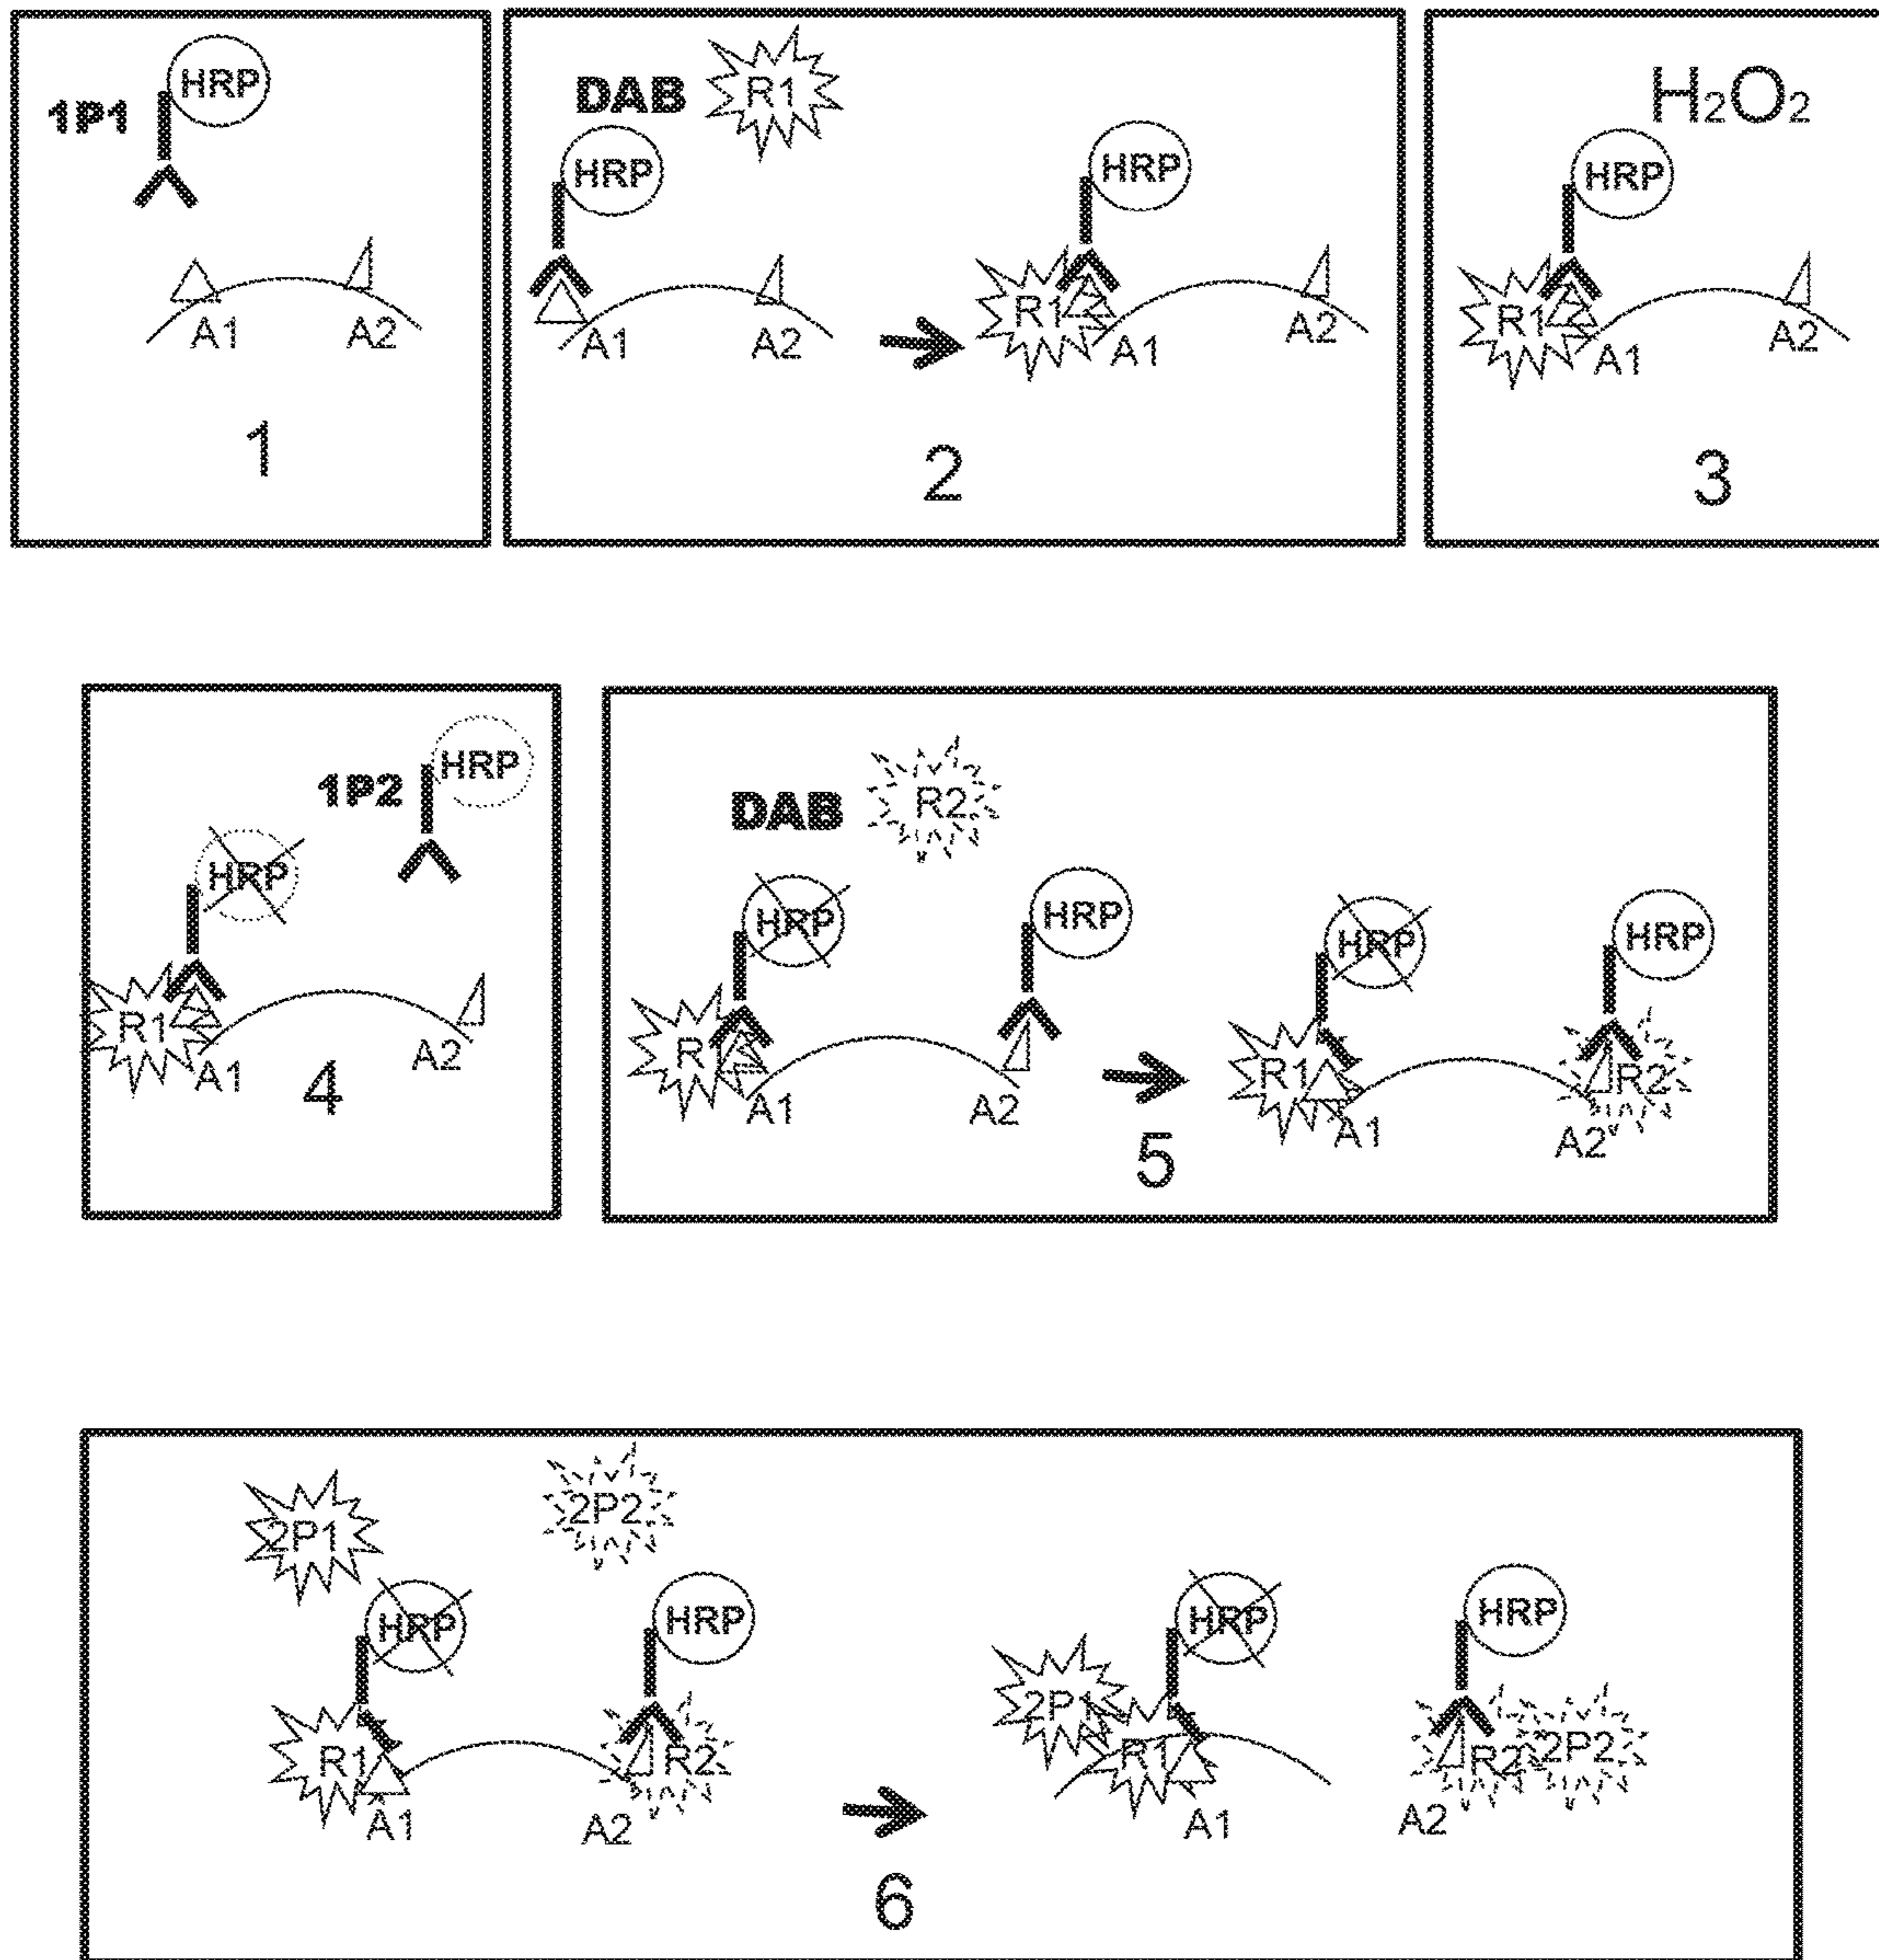 HRP
1P1
A1 A2
1
DAB R1
HRP HRP
R1
A1 A2 A1 A2
2
H₂O₂
HRP
R1
A1 A2
3
HRP
1P2
HRP
R1
A1 A2
4
DAB R2
HRP HRP HRP HRP
R1 R1 R2
A1 A2 A1 A2
5
2P1 2P2
HRP HRP HRP HRP
2P1
R1 R2 R1 R2 2P2
A1 A2 A1 A2
6